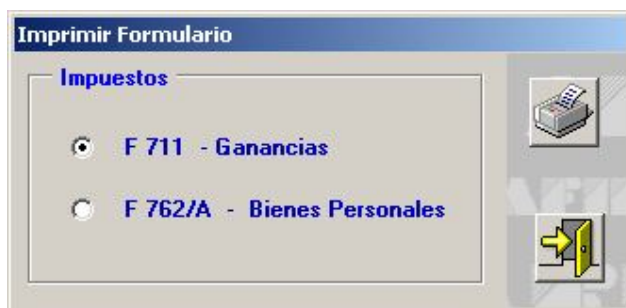 Imprimir Formulario
Impuestos
F 711 - Ganancias
F 762/A - Bienes Personales